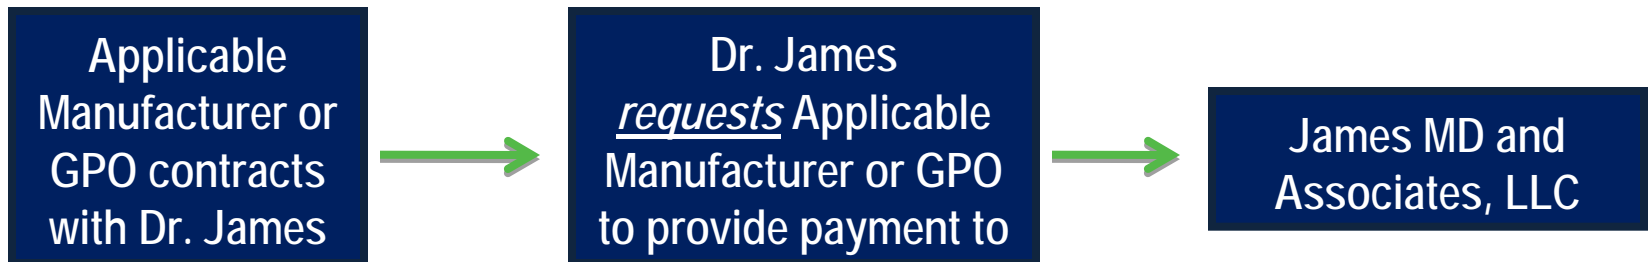 Applicable
Manufacturer or
GPO contracts
with Dr. James
Dr. James
requests Applicable
Manufacturer or GPO
to provide payment to
James MD and
Associates, LLC